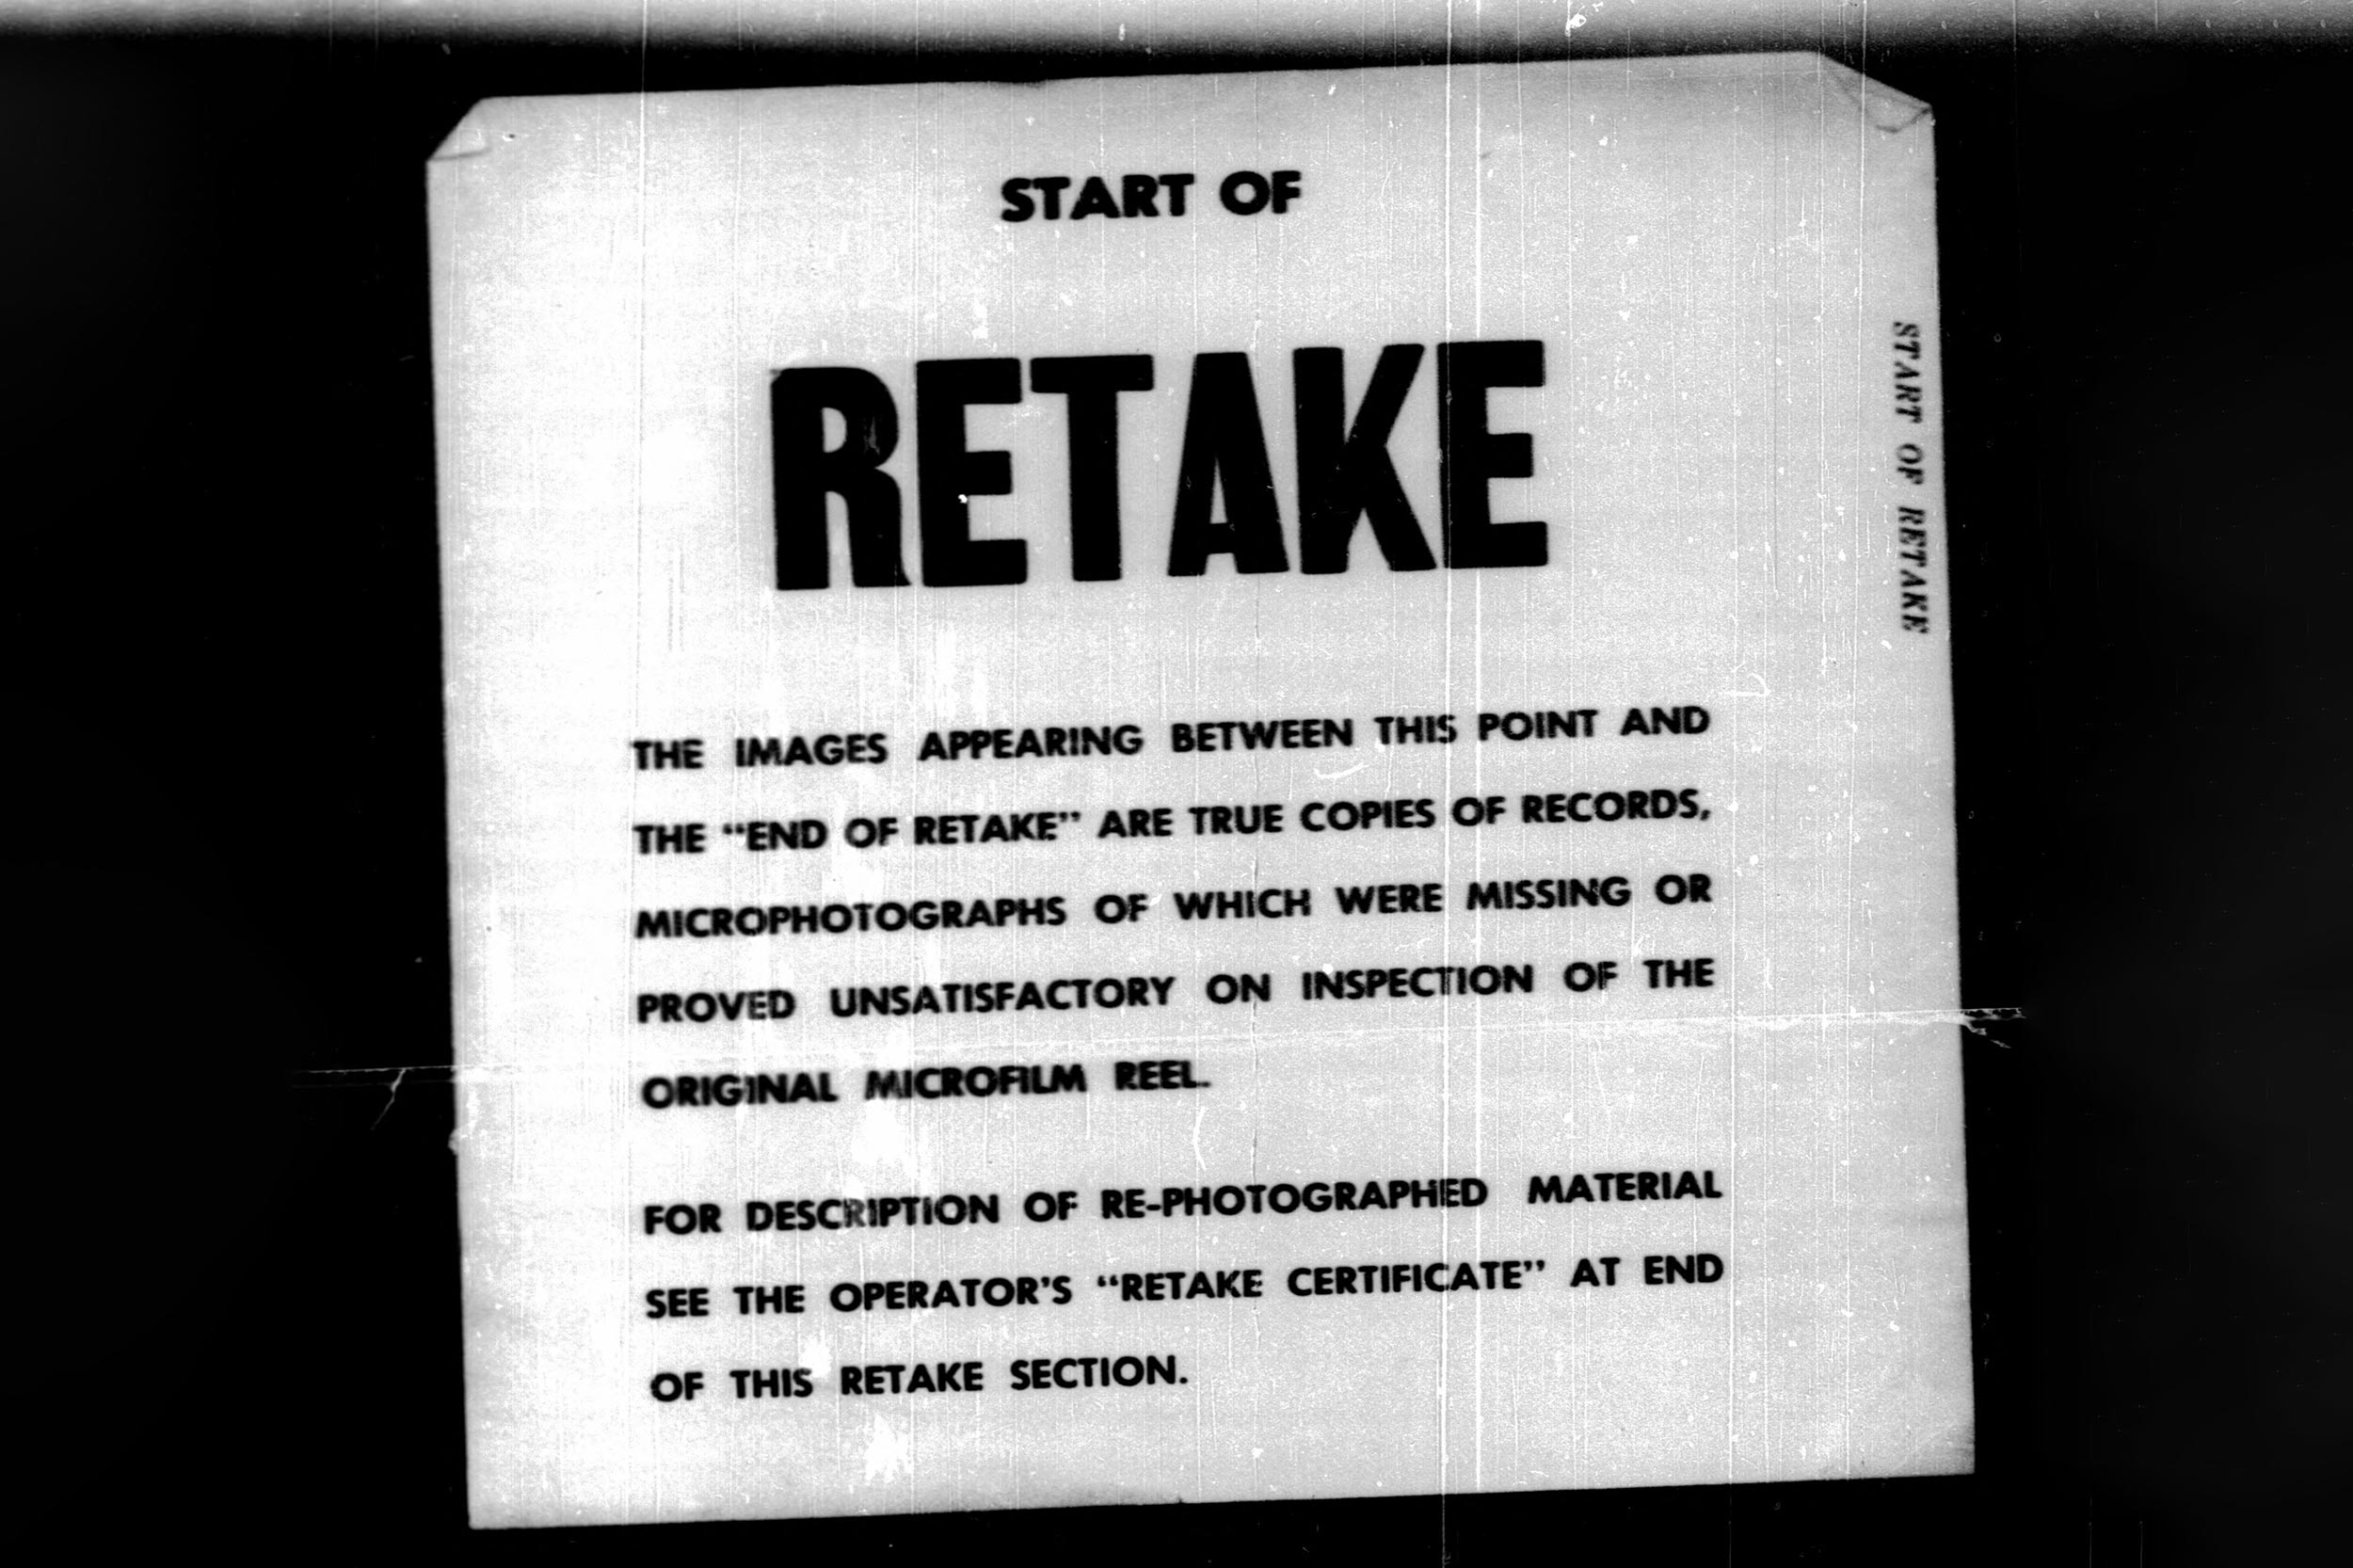 START OF
RETAKE
THE IMAGES APPEARING BETWEEN THIS POINT AND
THE “END OF RETAKE” ARE TRUE COPIES OF RECORDS,
MICROPHOTOGRAPHS OF WHICH WERE MISSING OR
PROVED UNSATISFACTORY ON INSPECTION OF THE
ORIGINAL MICROFILM REEL.
FOR DESCRIPTION OF RE-PHOTOGRAPHED MATERIAL
SEE THE OPERATOR’S “RETAKE CERTIFICATE” AT END
OF THIS RETAKE SECTION.
START OF RETAKE